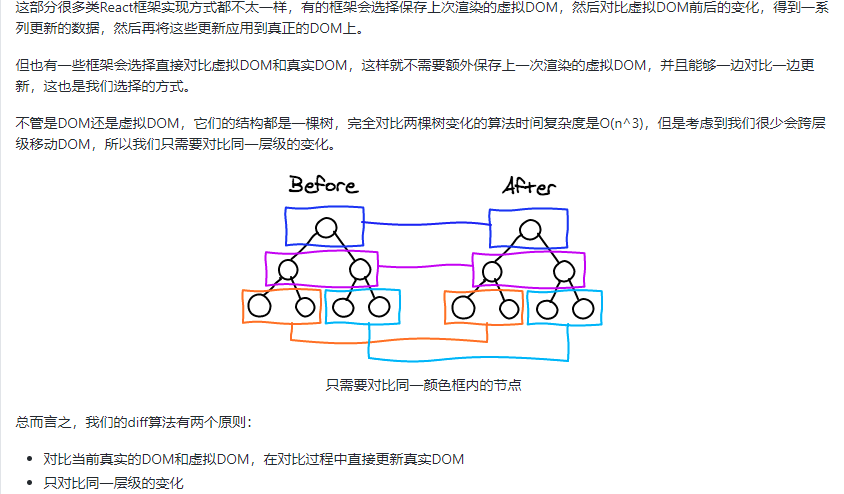 这部分很多类React框架实现方式都不太一样，有的框架会选择保存上次渲染的虚拟DOM，然后对比虚拟DOM前后的变化，得到一系
列更新的数据，然后再将这些更新应用到真正的DOM上。
但也有一些框架会选择直接对比虚拟DOM和真实DOM，这样就不需要额外保存上一次渲染的虚拟DOM，并且能够一边对比一边更
新，这也是我们选择的方式。
不管是DOM还是虚拟DOM，它们的结构都是一棵树，完全对比两棵树变化的算法时间复杂度是O(n^3)，但是考虑到我们很少会跨层
级移动DOM，所以我们只需要对比同一层级的变化。
Before After
只需要对比同一颜色框内的节点
总而言之，我们的diff算法有两个原则：
• 对比当前真实的DOM和虚拟DOM，在对比过程中直接更新真实DOM
• 只对比同一层级的变化